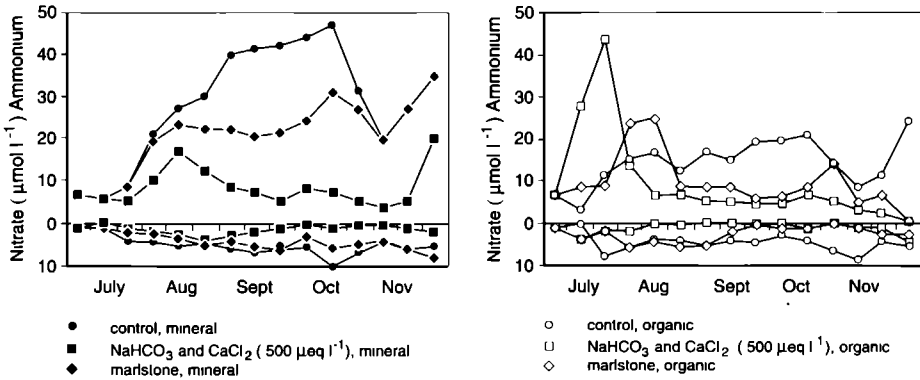 Nitrate ( μmol l⁻¹ ) Ammonium
50
40
30
20
10
0
10
July Aug Sept Oct Nov
control, mineral
NaHCO₃ and CaCl₂ ( 500 μeq l⁻¹), mineral
marlstone, mineral
Nitrate ( μmol l⁻¹ ) Ammonium
50
40
30
20
10
0
10
July Aug Sept Oct Nov
control, organic
NaHCO₃ and CaCl₂ ( 500 μeq l¹), organic
marlstone, organic